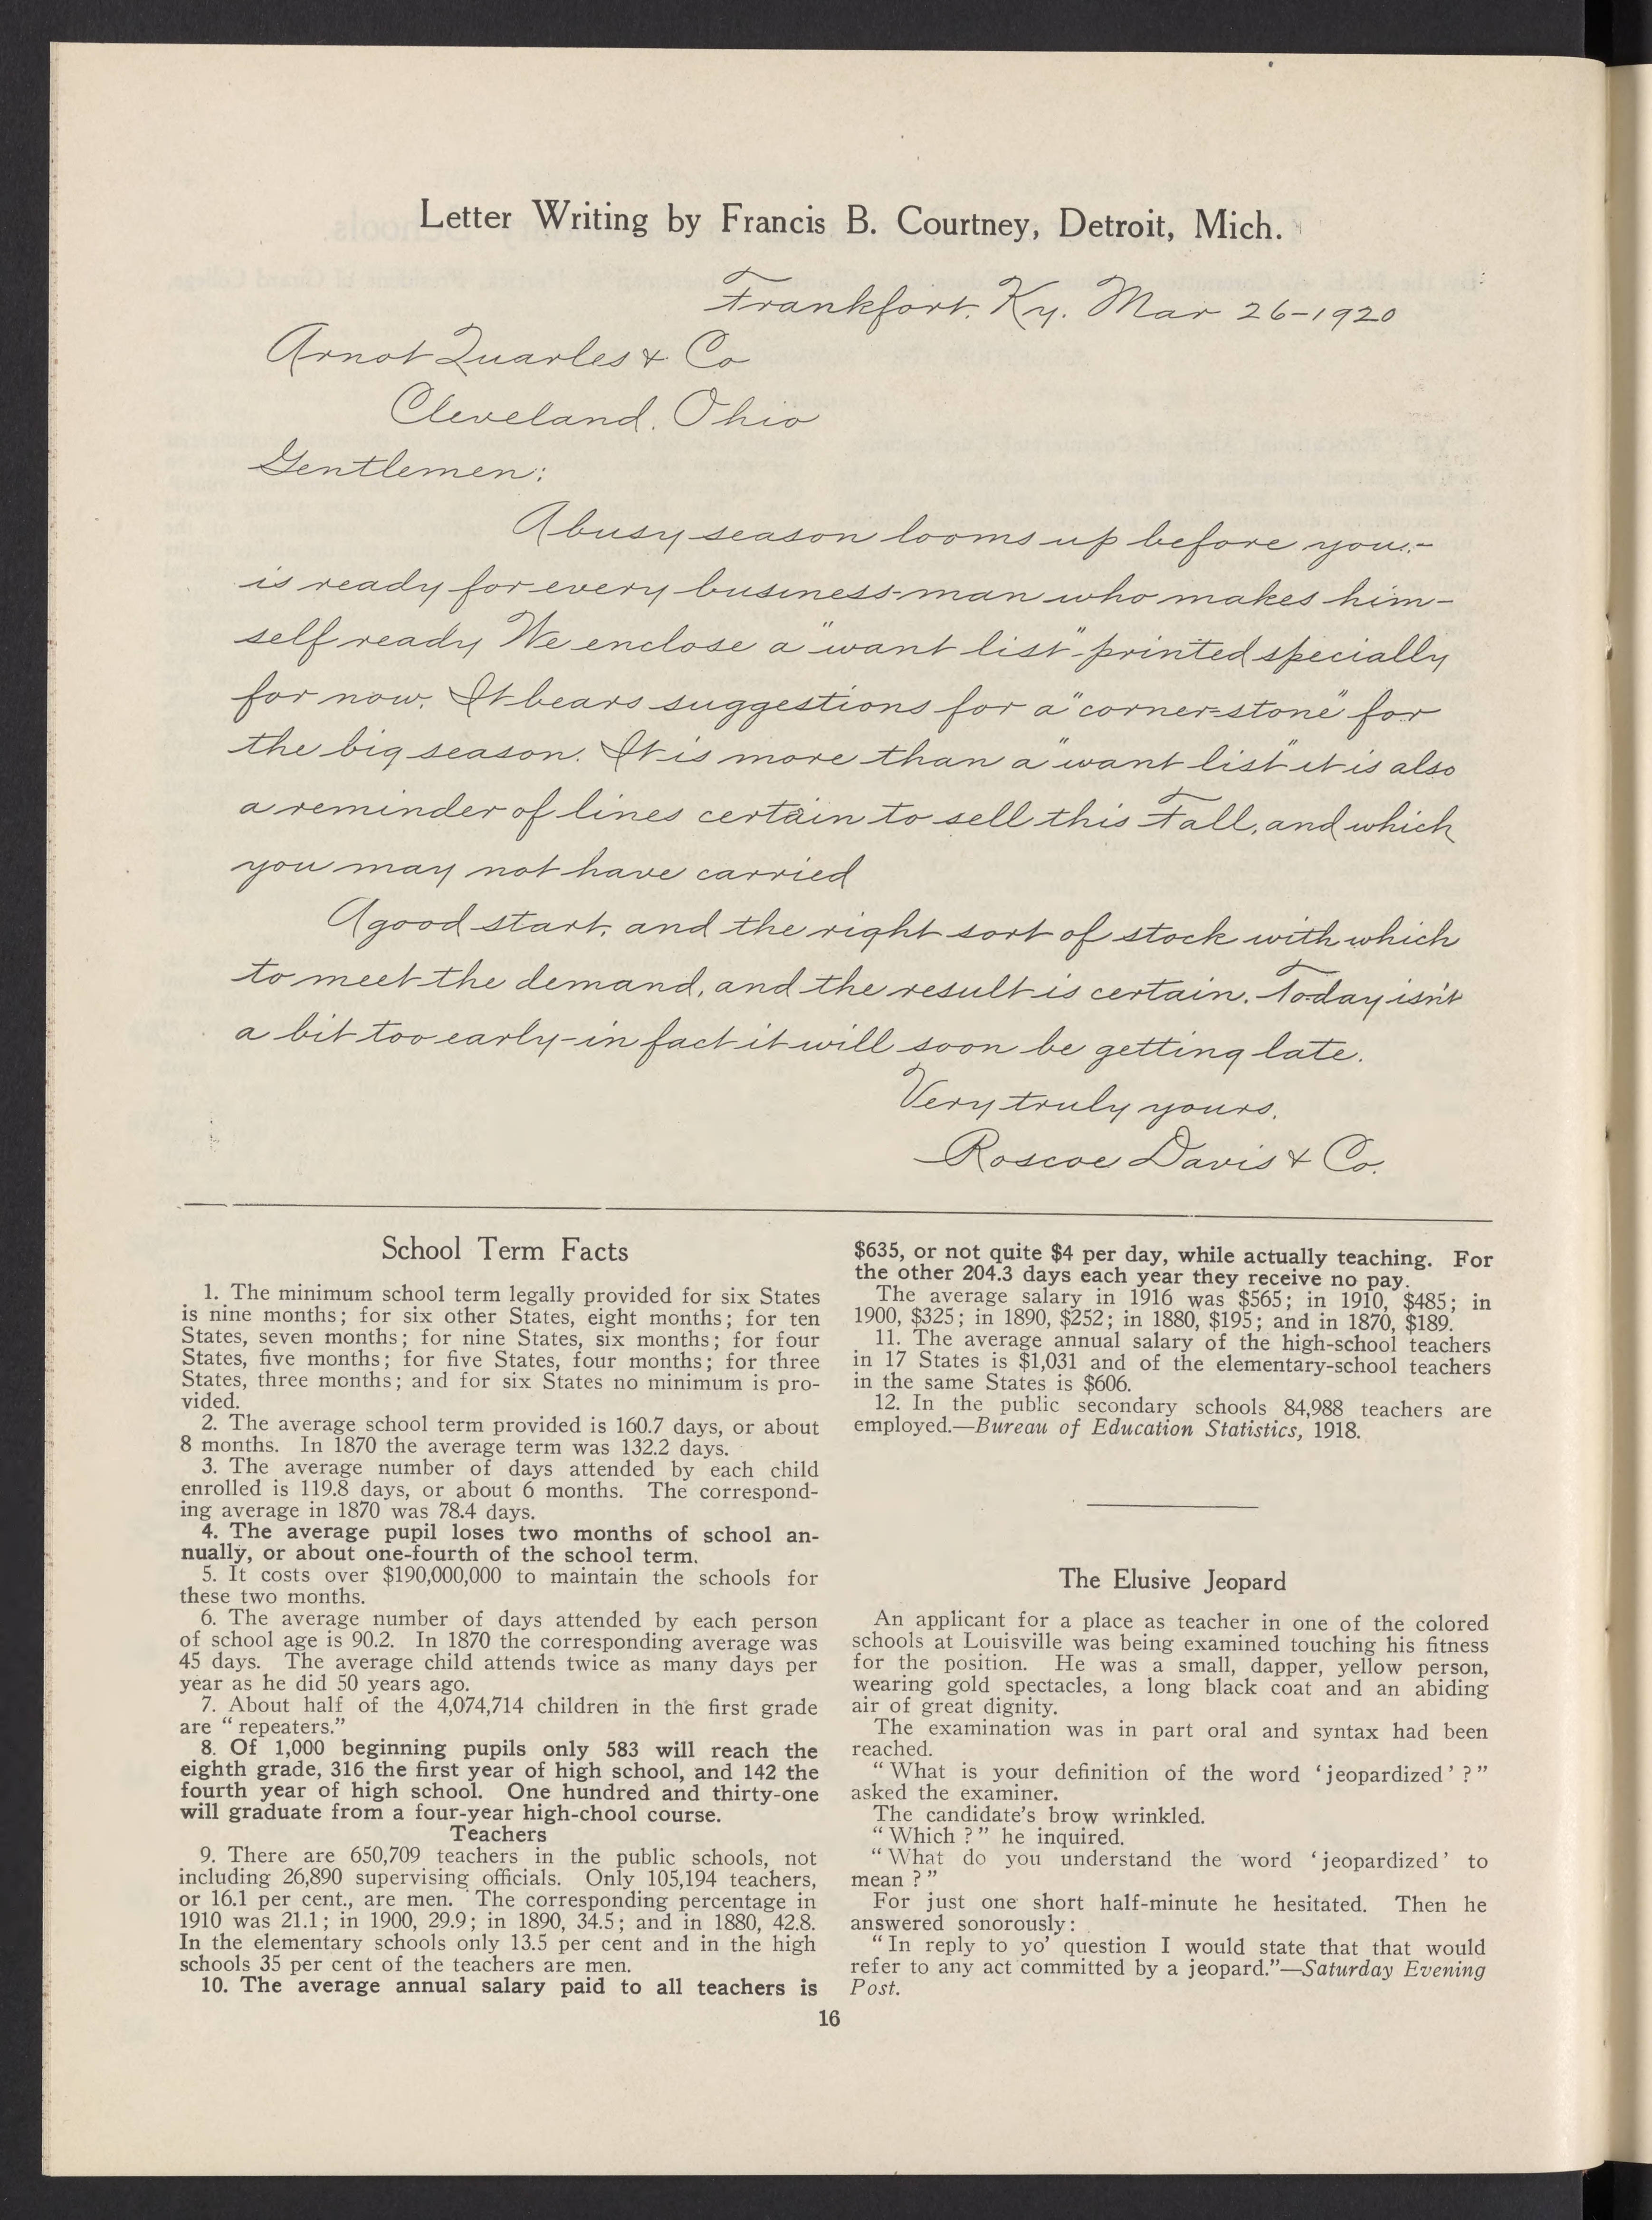 Letter Writing by Francis B. Courtney, Detroit, Mich.
Frankfort, Ky. Mar 26-1920
Arnot Quarles & Co
Cleveland, Ohio
Gentlemen:
A busy season looms up before you,-
is ready for every business-man who makes him-
self ready We enclose a "want list"-printed specially
for now. It bears suggestions for a "corner=stone" for
the big season. It is more than a "want list" it is also
a reminder of lines certain to sell this Fall, and which
you may not have carried
A good start, and the right sort of stock with which
to meet the demand, and the result is certain. To-day isn't
a bit too early-in fact it will soon be getting late.
Very truly yours,
Roscoe Davis & Co.
School Term Facts
1. The minimum school term legally provided for six States
is nine months; for six other States, eight months; for ten
States, seven months; for nine States, six months; for four
States, five months; for five States, four months; for three
States, three months; and for six States no minimum is pro-
vided.
2. The average school term provided is 160.7 days, or about
8 months. In 1870 the average term was 132.2 days.
3. The average number of days attended by each child
enrolled is 119.8 days, or about 6 months. The correspond-
ing average in 1870 was 78.4 days.
4. The average pupil loses two months of school an-
nually, or about one-fourth of the school term.
5. It costs over $190,000,000 to maintain the schools for
these two months.
6. The average number of days attended by each person
of school age is 90.2. In 1870 the corresponding average was
45 days. The average child attends twice as many days per
year as he did 50 years ago.
7. About half of the 4,074,714 children in the first grade
are "repeaters."
8. Of 1,000 beginning pupils only 583 will reach the
eighth grade, 316 the first year of high school, and 142 the
fourth year of high school. One hundred and thirty-one
will graduate from a four-year high-chool course.
Teachers
9. There are 650,709 teachers in the public schools, not
including 26,890 supervising officials. Only 105,194 teachers,
or 16.1 per cent., are men. The corresponding percentage in
1910 was 21.1; in 1900, 29.9; in 1890, 34.5; and in 1880, 42.8.
In the elementary schools only 13.5 per cent and in the high
schools 35 per cent of the teachers are men.
10. The average annual salary paid to all teachers is
$635, or not quite $4 per day, while actually teaching. For
the other 204.3 days each year they receive no pay.
The average salary in 1916 was $565; in 1910, $485; in
1900, $325; in 1890, $252; in 1880, $195; and in 1870, $189.
11. The average annual salary of the high-school teachers
in 17 States is $1,031 and of the elementary-school teachers
in the same States is $606.
12. In the public secondary schools 84,988 teachers are
employed.—Bureau of Education Statistics, 1918.
The Elusive Jeopard
An applicant for a place as teacher in one of the colored
schools at Louisville was being examined touching his fitness
for the position. He was a small, dapper, yellow person,
wearing gold spectacles, a long black coat and an abiding
air of great dignity.
The examination was in part oral and syntax had been
reached.
"What is your definition of the word 'jeopardized'?"
asked the examiner.
The candidate's brow wrinkled.
"Which?" he inquired.
"What do you understand the word 'jeopardized' to
mean?"
For just one short half-minute he hesitated. Then he
answered sonorously:
"In reply to yo' question I would state that that would
refer to any act committed by a jeopard."—Saturday Evening
Post.
16